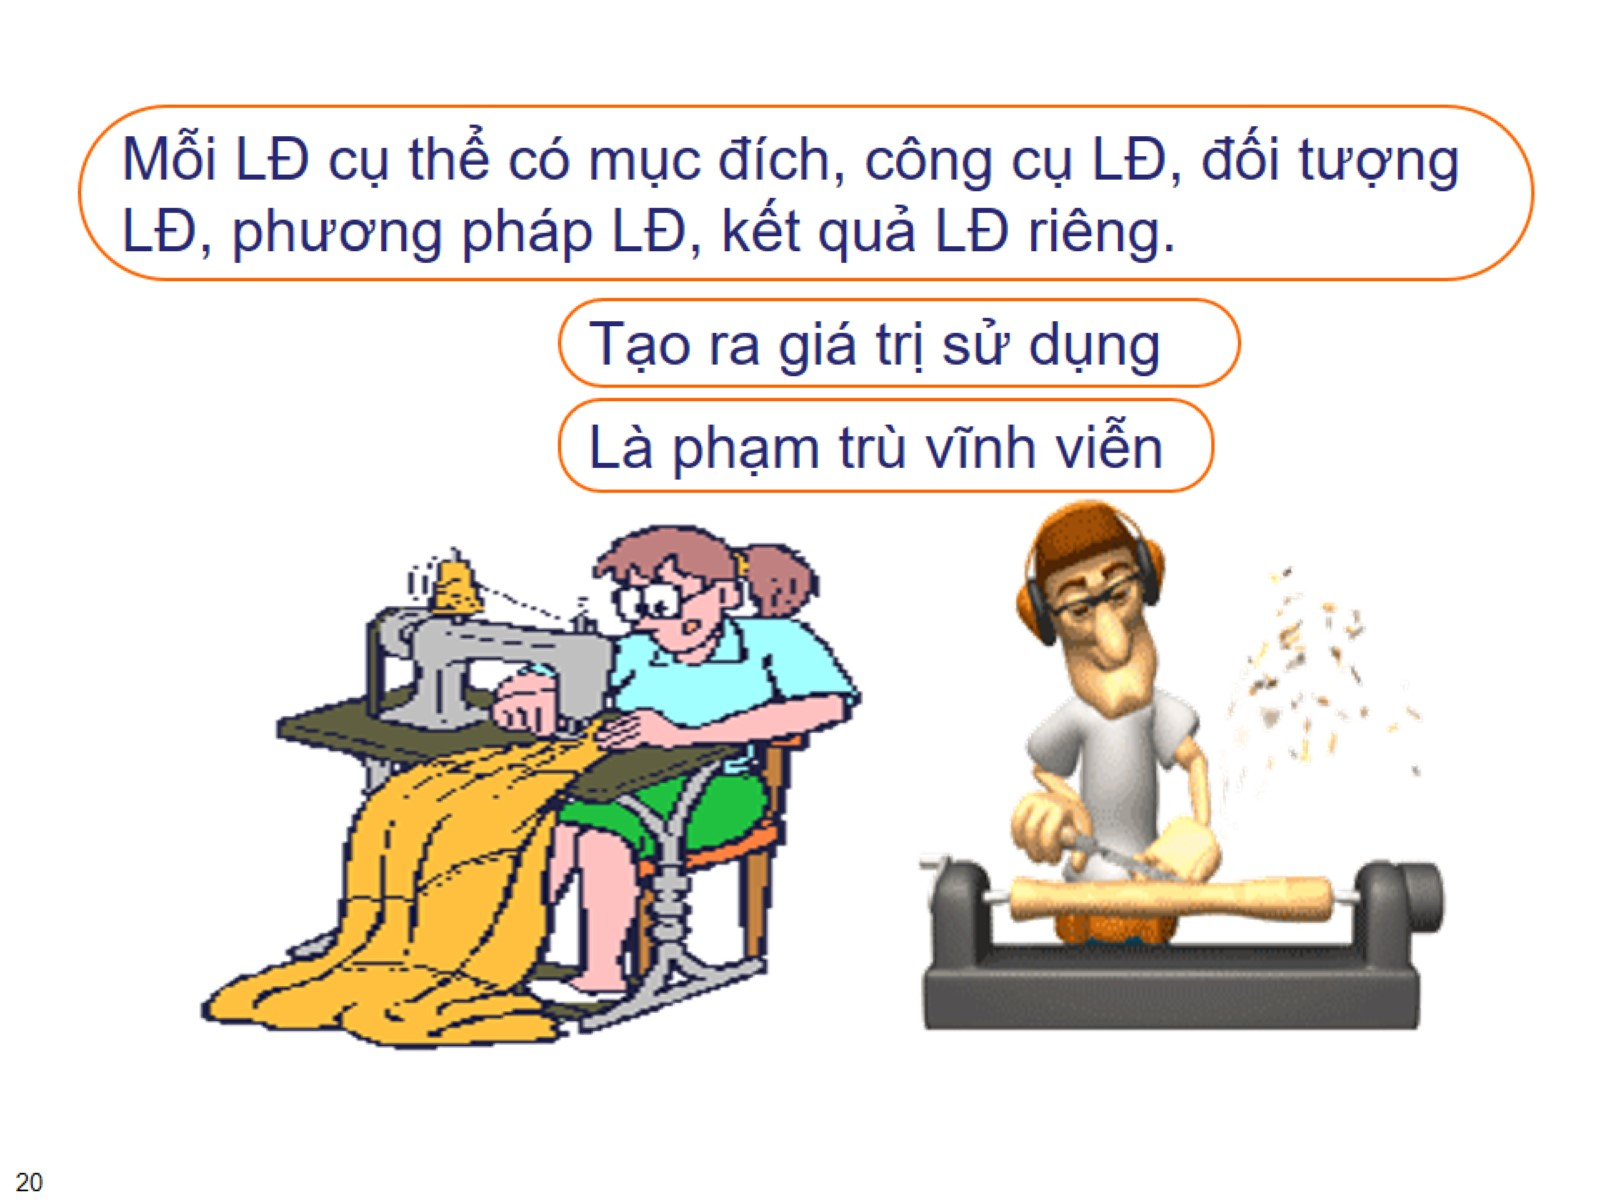 Mỗi LĐ cụ thể có mục đích, công cụ LĐ, đối tượng
LĐ, phương pháp LĐ, kết quả LĐ riêng.
Tạo ra giá trị sử dụng
Là phạm trù vĩnh viễn
20